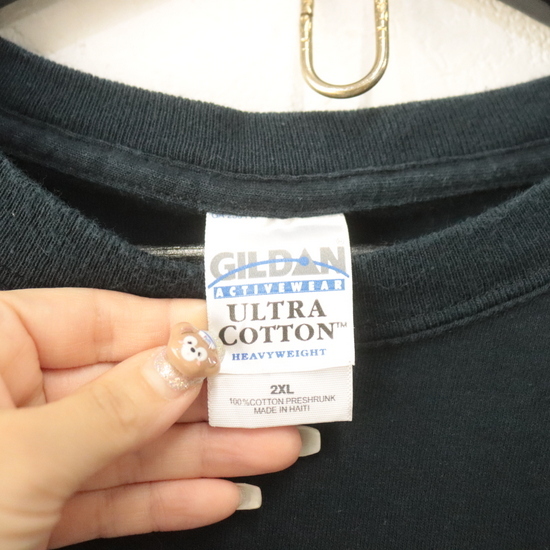 GILDAN
ACTIVEWEAR
ULTRA
COTTON™
HEAVYWEIGHT
2XL
100%COTTON PRESHRUNK
MADE IN HAITI